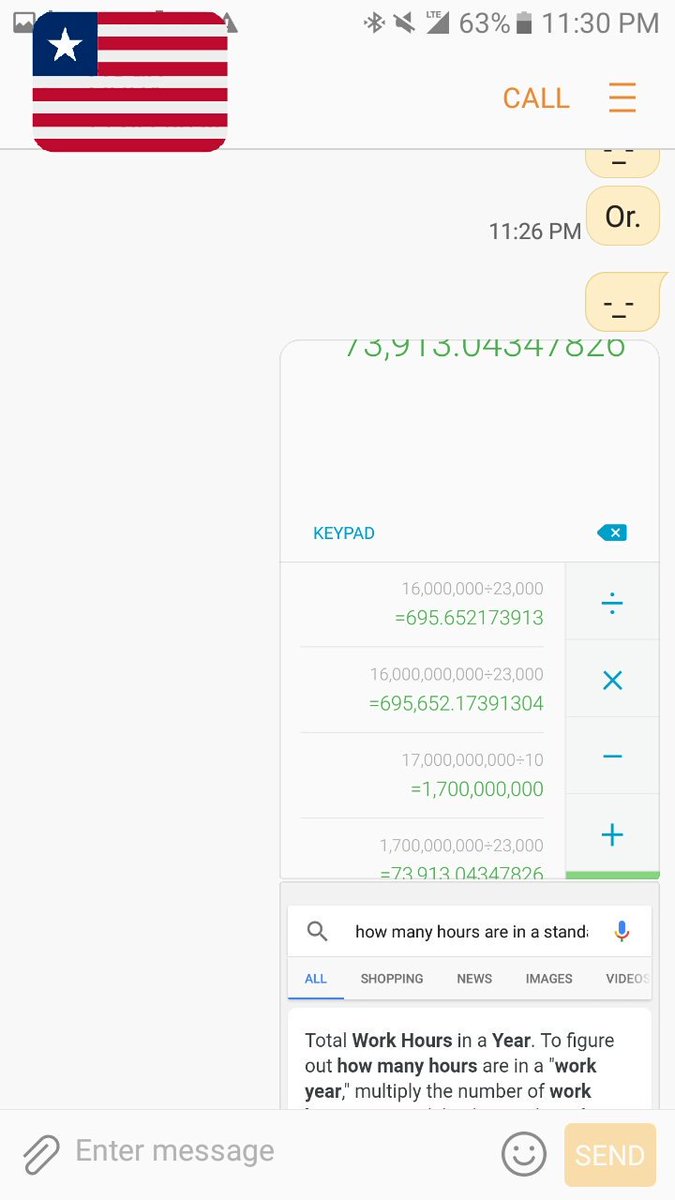 LTE 63% 11:30 PM
CALL
-_-
Or.
11:26 PM
-_-
73,913.04347826
KEYPAD
16,000,000÷23,000
=695.652173913
÷
16,000,000,000÷23,000
=695,652.17391304
×
17,000,000,000÷10
=1,700,000,000
−
1,700,000,000÷23,000
=73,913.04347826
+
how many hours are in a standa
ALL SHOPPING NEWS IMAGES VIDEOS
Total Work Hours in a Year. To figure
out how many hours are in a "work
year," multiply the number of work
Enter message
SEND